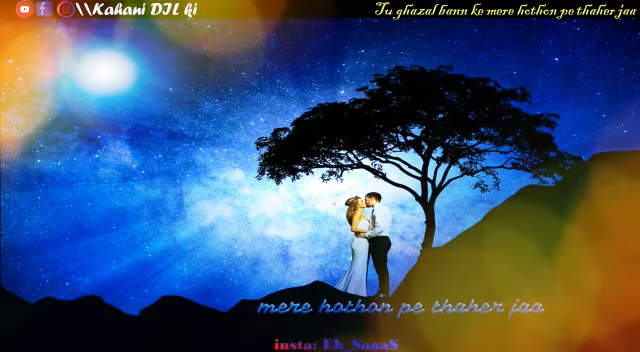 \\Kahani DIL ki
Tu ghazal bann ke mere hothon pe thaher jaa
mere hothon pe thaher jaa
insta: Eh_SaaaS